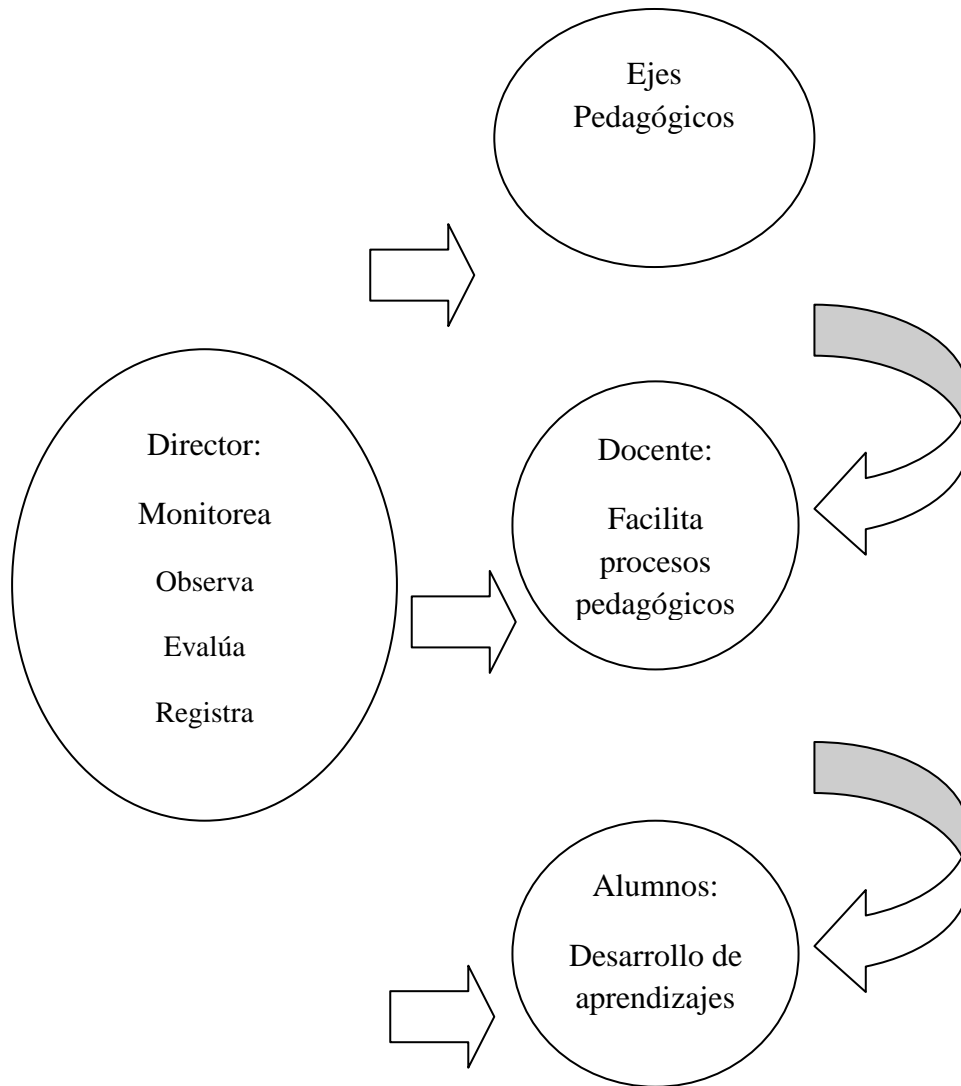 Ejes
Pedagógicos
Director:
Monitorea
Observa
Evalúa
Registra
Docente:
Facilita
procesos
pedagógicos
Alumnos:
Desarrollo de
aprendizajes